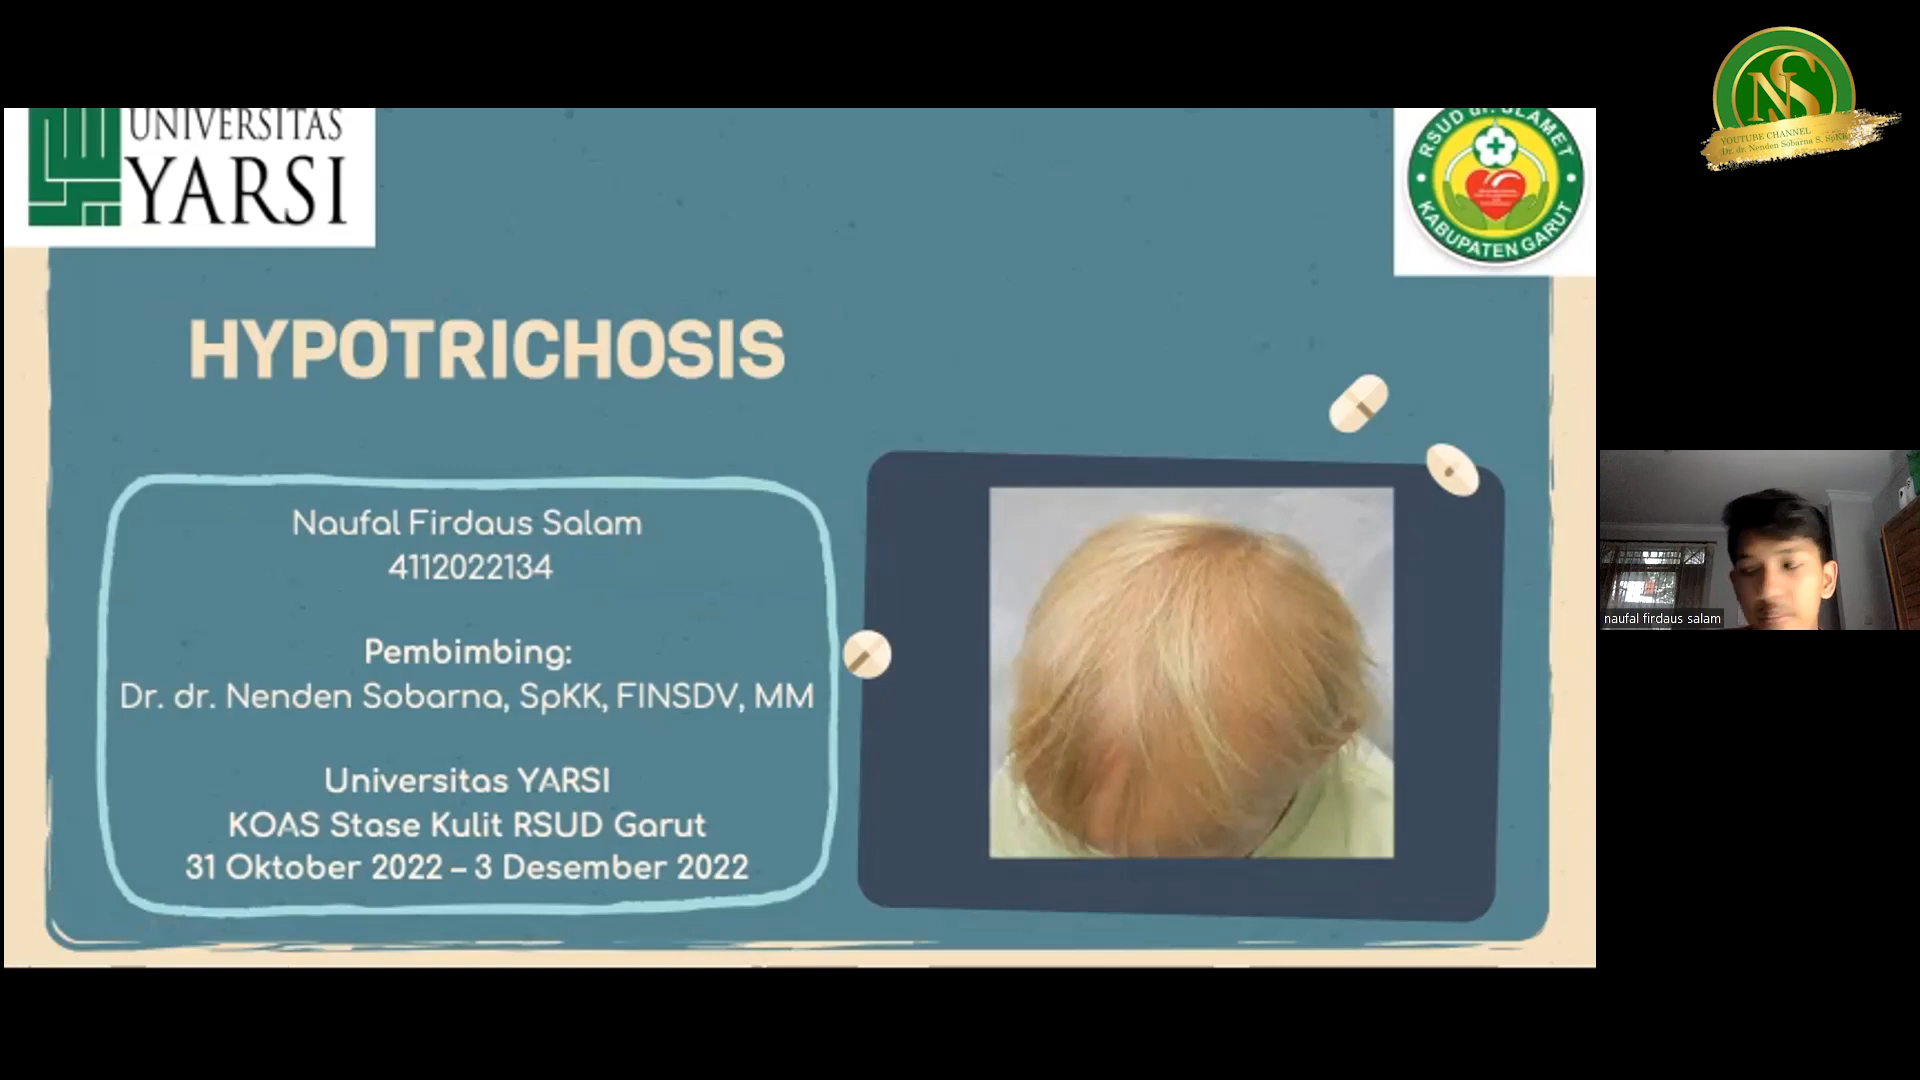 UNIVERSITAS
YARSI
RSUD dr. SLAMET
KABUPATEN GARUT
YOUTUBE CHANNEL
Dr. dr. Nenden Sobarna S, SpKK
HYPOTRICHOSIS
Naufal Firdaus Salam
4112022134
Pembimbing:
Dr. dr. Nenden Sobarna, SpKK, FINSDV, MM
Universitas YARSI
KOAS Stase Kulit RSUD Garut
31 Oktober 2022 – 3 Desember 2022
naufal firdaus salam